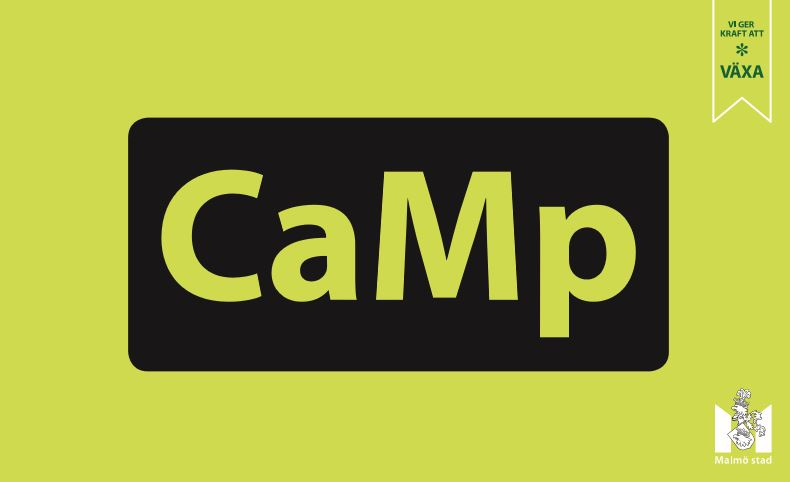 VI GER
KRAFT ATT
*
VÄXA
CaMp
Malmö stad